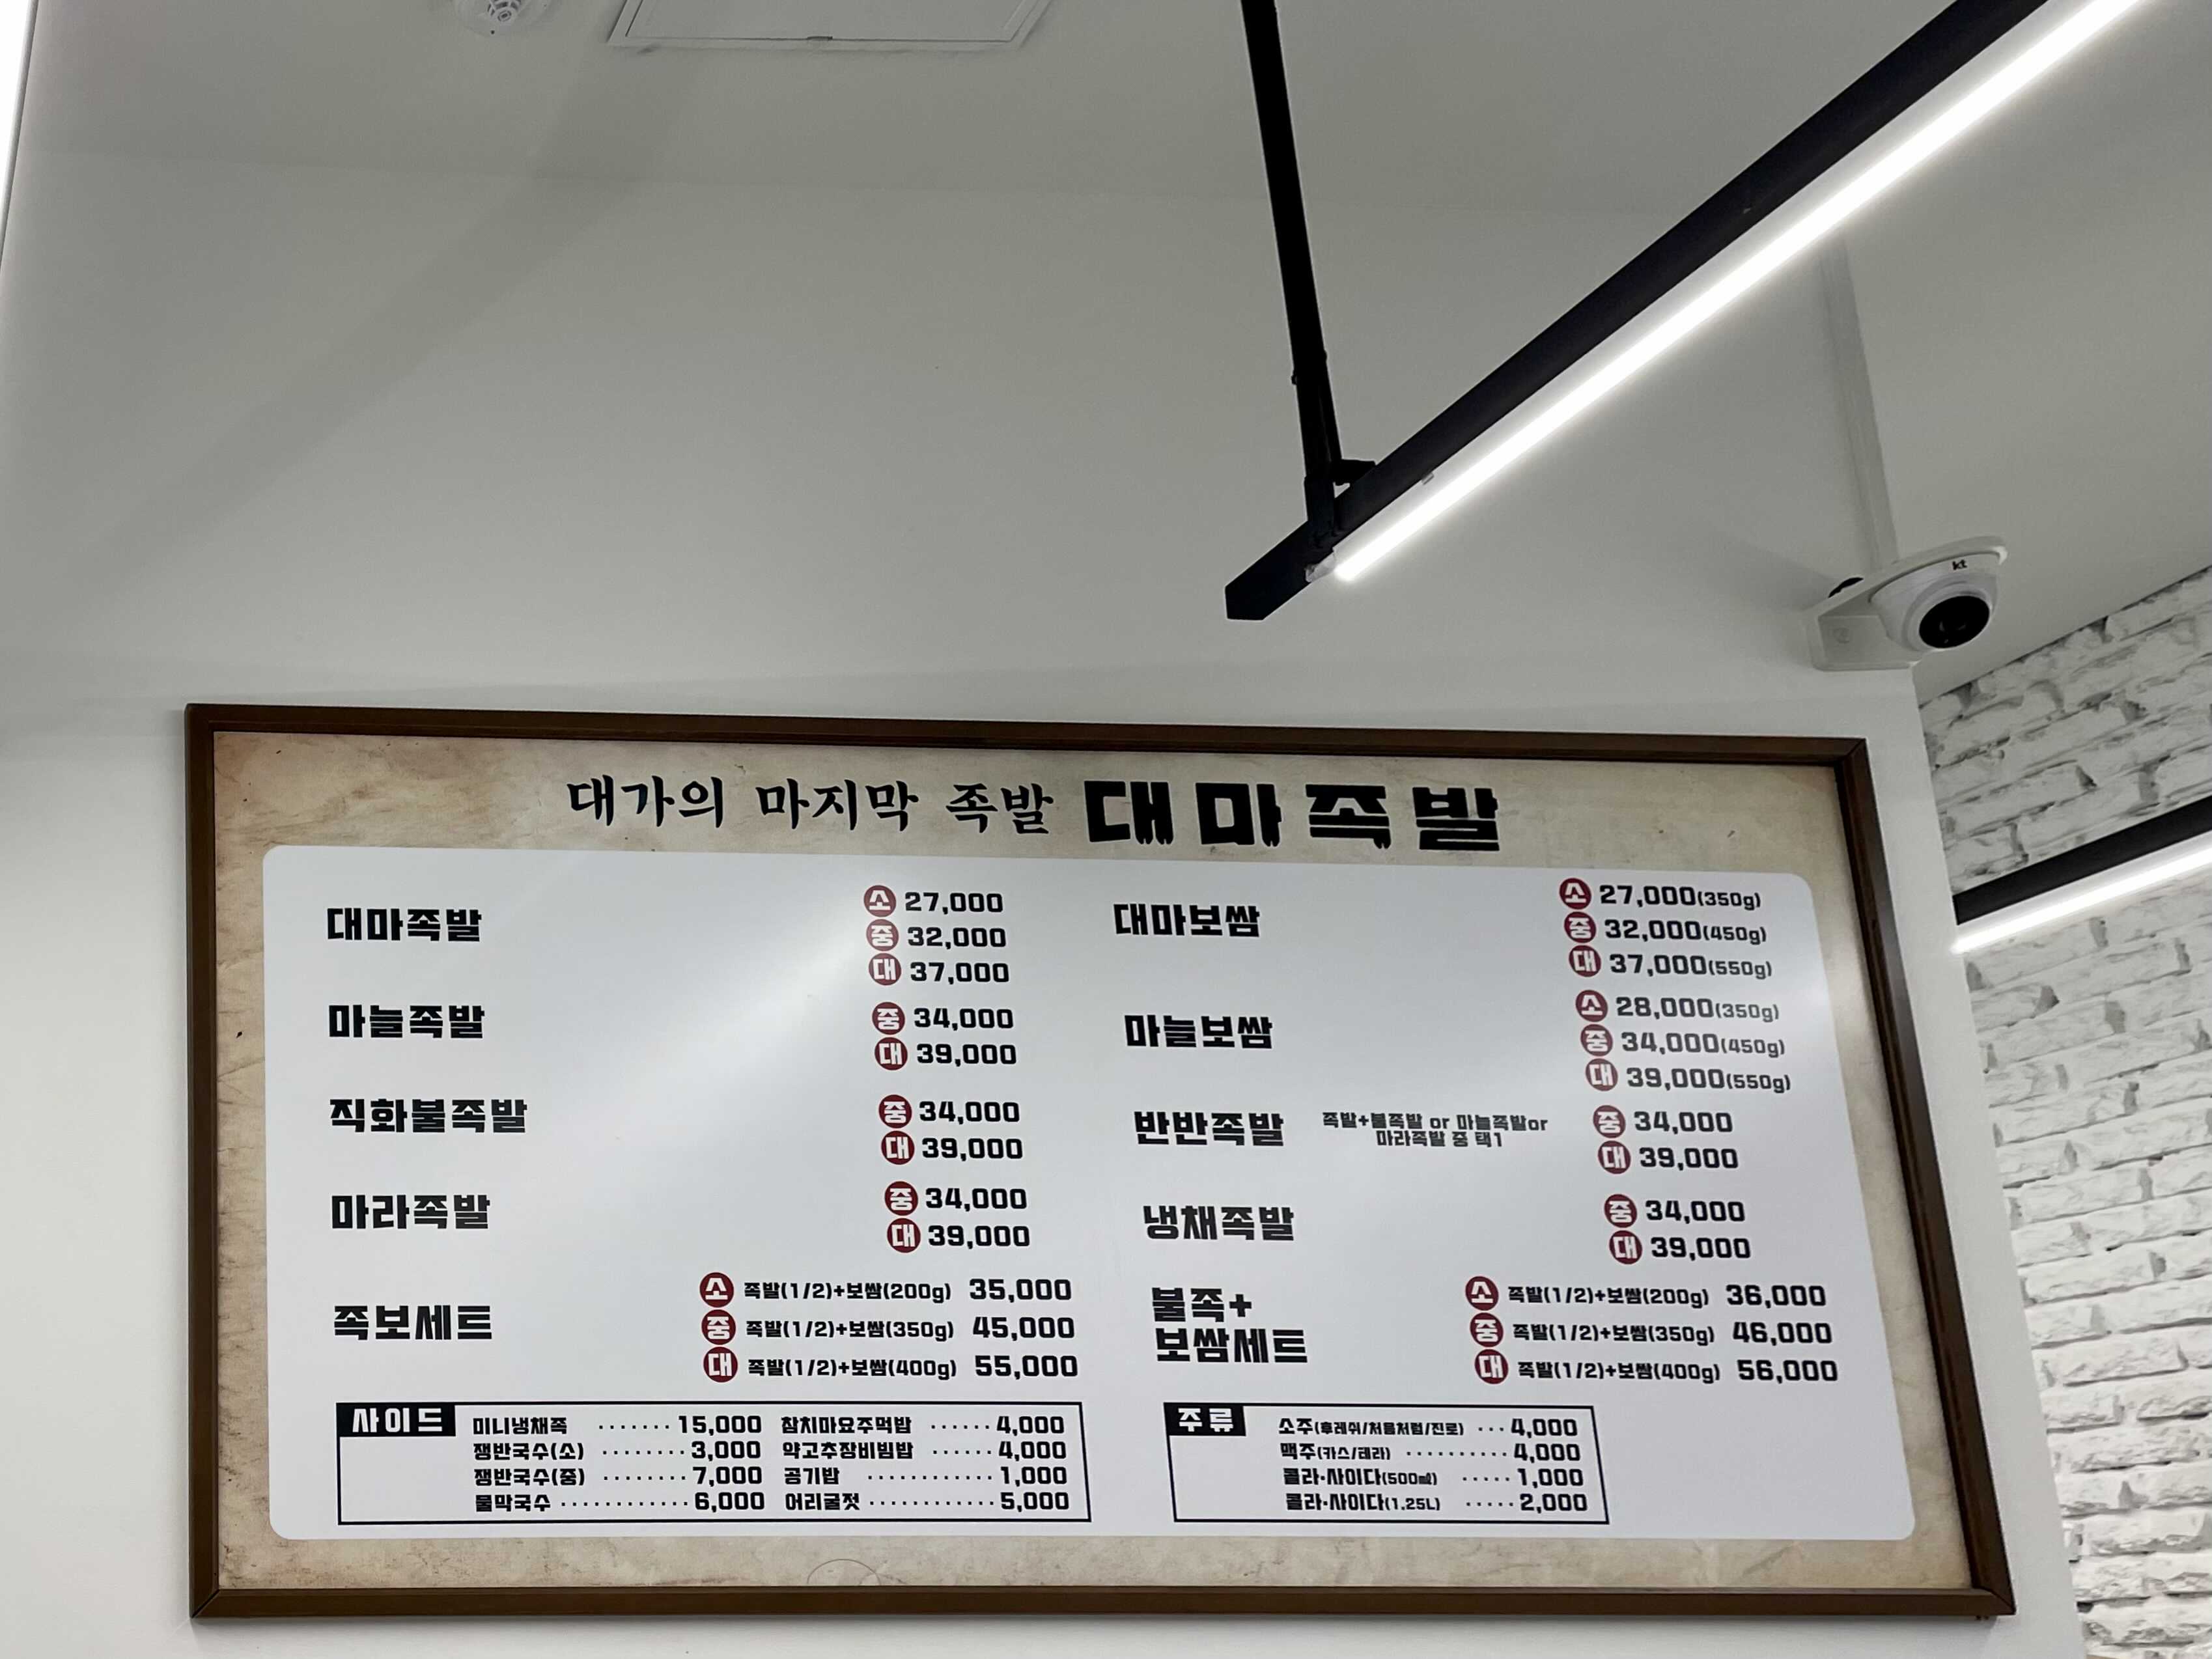 kt
대가의 마지막 족발 대마족발
대마족발
소 27,000
중 32,000
대 37,000
마늘족발
중 34,000
대 39,000
직화불족발
중 34,000
대 39,000
마라족발
중 34,000
대 39,000
족보세트
소 족발(1/2)+보쌈(200g) 35,000
중 족발(1/2)+보쌈(350g) 45,000
대 족발(1/2)+보쌈(400g) 55,000
대마보쌈
소 27,000(350g)
중 32,000(450g)
대 37,000(550g)
마늘보쌈
소 28,000(350g)
중 34,000(450g)
대 39,000(550g)
반반족발
족발+불족발 or 마늘족발or
마라족발 중 택1
중 34,000
대 39,000
냉채족발
중 34,000
대 39,000
불족+
보쌈세트
소 족발(1/2)+보쌈(200g) 36,000
중 족발(1/2)+보쌈(350g) 46,000
대 족발(1/2)+보쌈(400g) 56,000
사이드
미니냉채족 ······· 15,000 참치마요주먹밥 ······ 4,000
쟁반국수(소) ········ 3,000 약고추장비빔밥 ······ 4,000
쟁반국수(중) ········ 7,000 공기밥 ············ 1,000
물막국수 ············ 6,000 어리굴젓 ············ 5,000
주류
소주(후레쉬/처음처럼/진로) ··· 4,000
맥주(카스/테라) ·········· 4,000
콜라·사이다(500㎖) ····· 1,000
콜라·사이다(1.25L) ····· 2,000